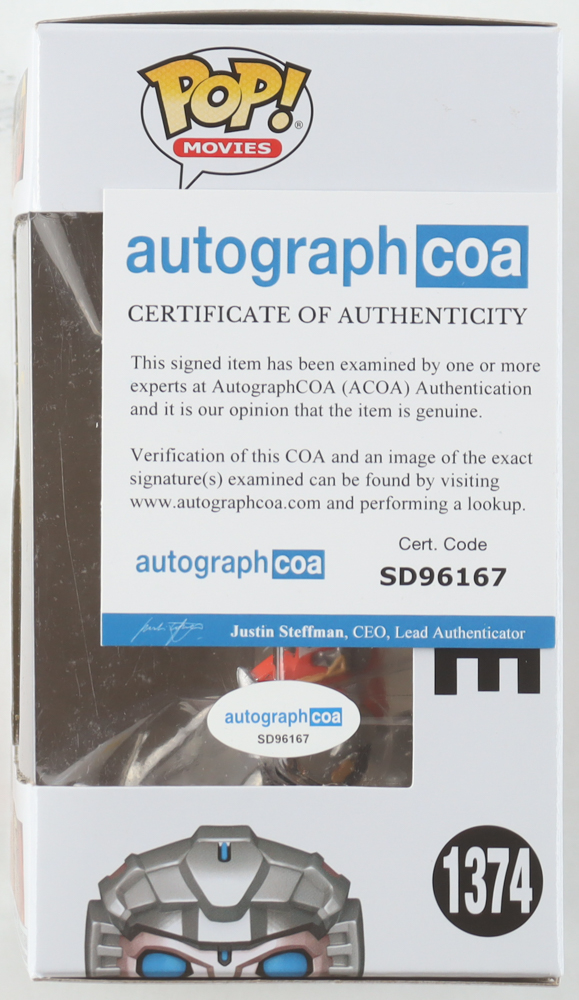 POP!
MOVIES
autographcoa
CERTIFICATE OF AUTHENTICITY
This signed item has been examined by one or more
experts at AutographCOA (ACOA) Authentication
and it is our opinion that the item is genuine.
Verification of this COA and an image of the exact
signature(s) examined can be found by visiting
www.autographcoa.com and performing a lookup.
autographcoa
Cert. Code
SD96167
Justin Steffman, CEO, Lead Authenticator
autographcoa
SD96167
1374